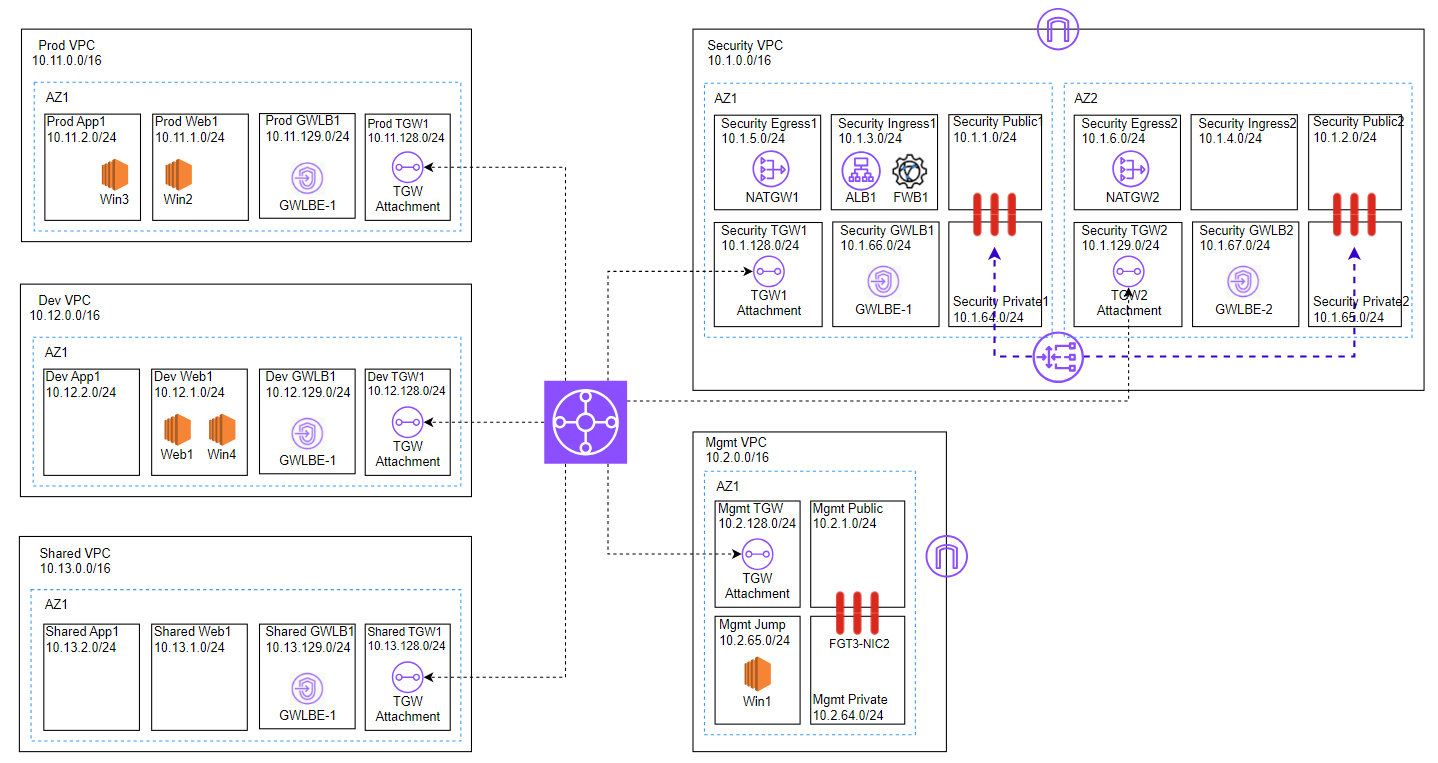 Prod VPC
10.11.0.0/16
AZ1
Prod App1
10.11.2.0/24
Win3
Prod Web1
10.11.1.0/24
Win2
Prod GWLB1
10.11.129.0/24
GWLBE-1
Prod TGW1
10.11.128.0/24
TGW
Attachment
Dev VPC
10.12.0.0/16
AZ1
Dev App1
10.12.2.0/24
Dev Web1
10.12.1.0/24
Web1
Win4
Dev GWLB1
10.12.129.0/24
GWLBE-1
Dev TGW1
10.12.128.0/24
TGW
Attachment
Shared VPC
10.13.0.0/16
AZ1
Shared App1
10.13.2.0/24
Shared Web1
10.13.1.0/24
Shared GWLB1
10.13.129.0/24
GWLBE-1
Shared TGW1
10.13.128.0/24
TGW
Attachment
Security VPC
10.1.0.0/16
AZ1
Security Egress1
10.1.5.0/24
NATGW1
Security Ingress1
10.1.3.0/24
ALB1
FWB1
Security Public1
10.1.1.0/24
Security TGW1
10.1.128.0/24
TGW1
Attachment
Security GWLB1
10.1.66.0/24
GWLBE-1
Security Private1
10.1.64.0/24
AZ2
Security Egress2
10.1.6.0/24
NATGW2
Security Ingress2
10.1.4.0/24
Security Public2
10.1.2.0/24
Security TGW2
10.1.129.0/24
TGW2
Attachment
Security GWLB2
10.1.67.0/24
GWLBE-2
Security Private2
10.1.65.0/24
Mgmt VPC
10.2.0.0/16
AZ1
Mgmt TGW
10.2.128.0/24
TGW
Attachment
Mgmt Public
10.2.1.0/24
Mgmt Jump
10.2.65.0/24
Win1
FGT3-NIC2
Mgmt Private
10.2.64.0/24